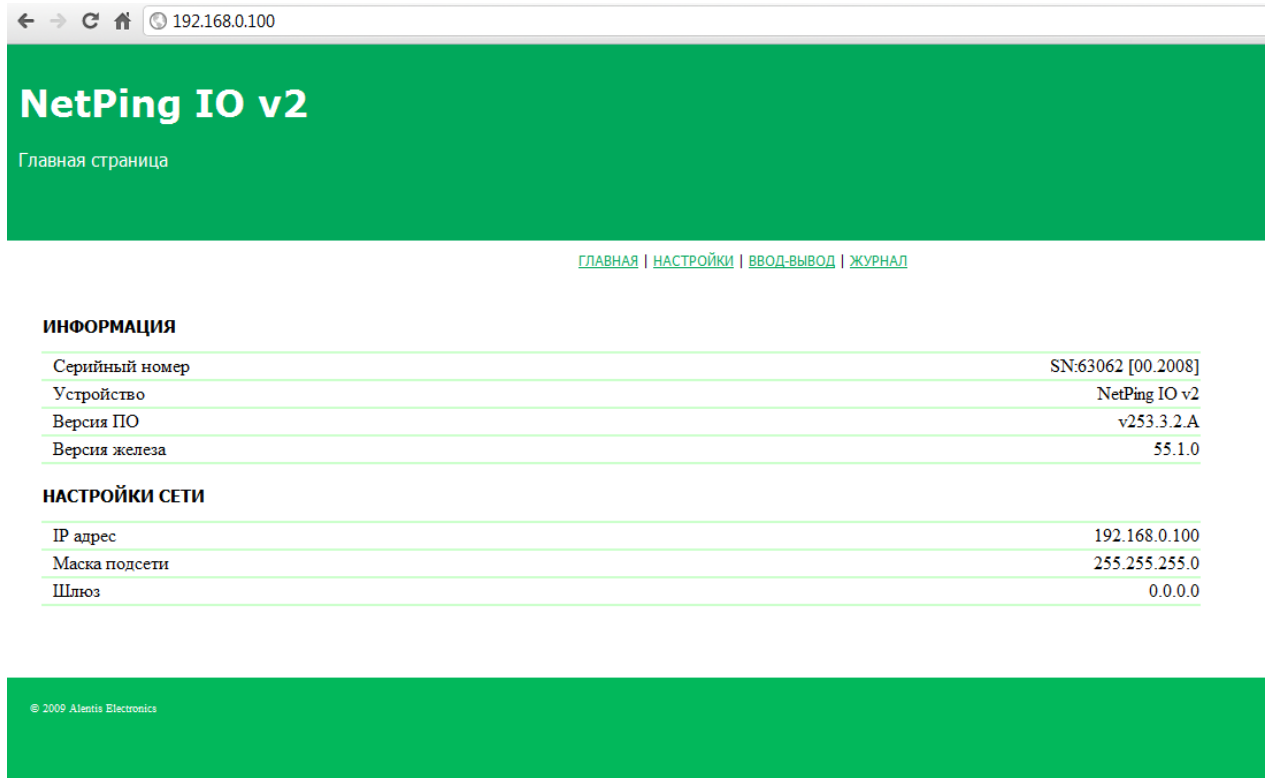 192.168.0.100
NetPing IO v2
Главная страница
ГЛАВНАЯ | НАСТРОЙКИ | ВВОД-ВЫВОД | ЖУРНАЛ
ИНФОРМАЦИЯ
Серийный номер SN:63062 [00.2008]
Устройство NetPing IO v2
Версия ПО v253.3.2.A
Версия железа 55.1.0
НАСТРОЙКИ СЕТИ
IP адрес 192.168.0.100
Маска подсети 255.255.255.0
Шлюз 0.0.0.0
© 2009 Alentis Electronics